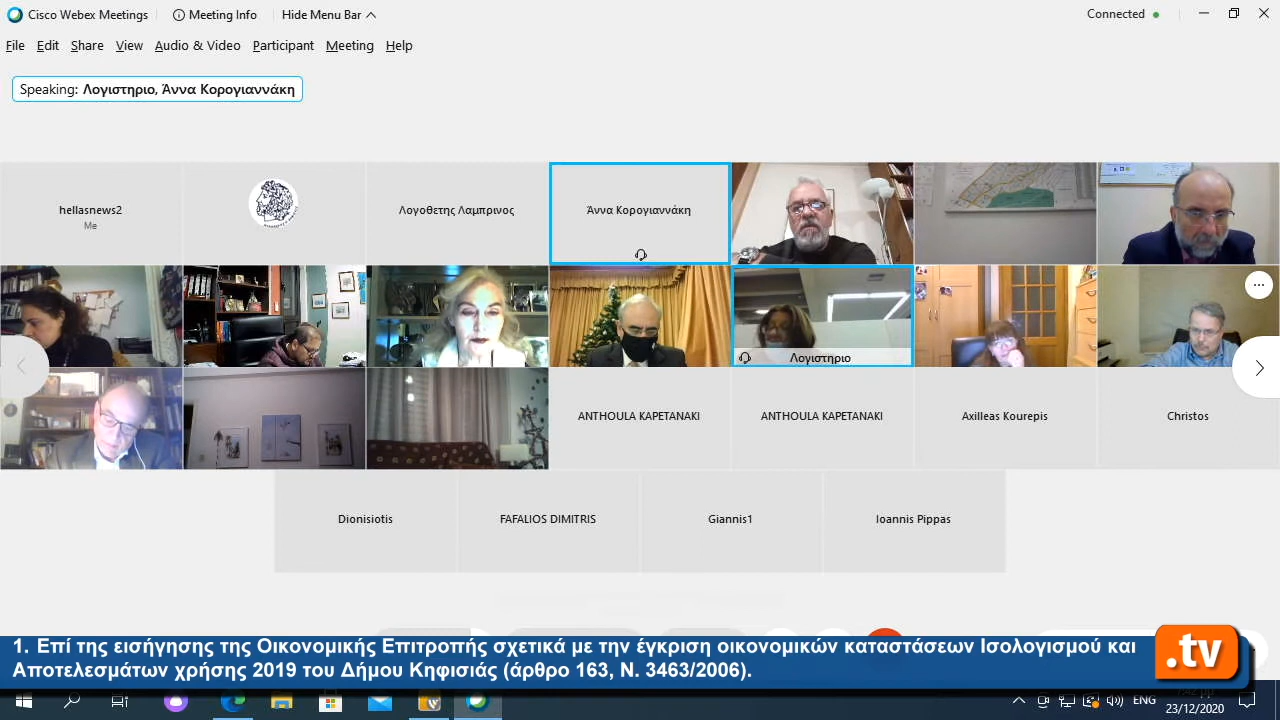 Cisco Webex Meetings
Meeting Info
Hide Menu Bar
Connected
File Edit Share View Audio & Video Participant Meeting Help
Speaking: Λογιστηριο, Άννα Κορογιαννάκη
hellasnews2
Me
Λογοθετης Λαμπρινος
Άννα Κορογιαννάκη
Λογιστηριο
ANTHOULA KAPETANAKI
ANTHOULA KAPETANAKI
Axilleas Kourepis
Christos
Dionisiotis
FAFALIOS DIMITRIS
Giannis1
Ioannis Pippas
1. Επί της εισήγησης της Οικονομικής Επιτροπής σχετικά με την έγκριση οικονομικών καταστάσεων Ισολογισμού και
Αποτελεσμάτων χρήσης 2019 του Δήμου Κηφισιάς (άρθρο 163, Ν. 3463/2006).
.tv
ENG
23/12/2020